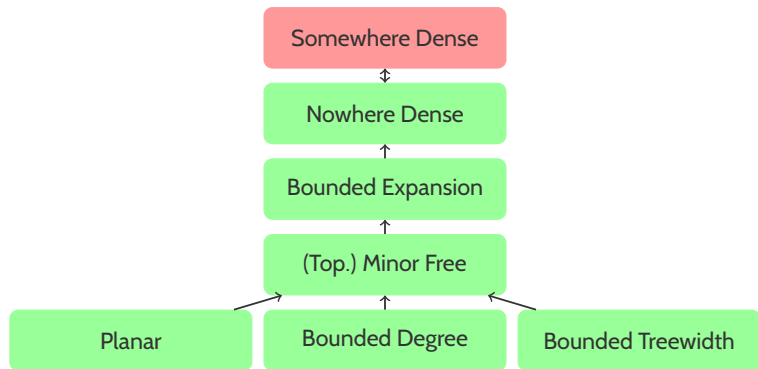 Somewhere Dense
Nowhere Dense
Bounded Expansion
(Top.) Minor Free
Planar
Bounded Degree
Bounded Treewidth